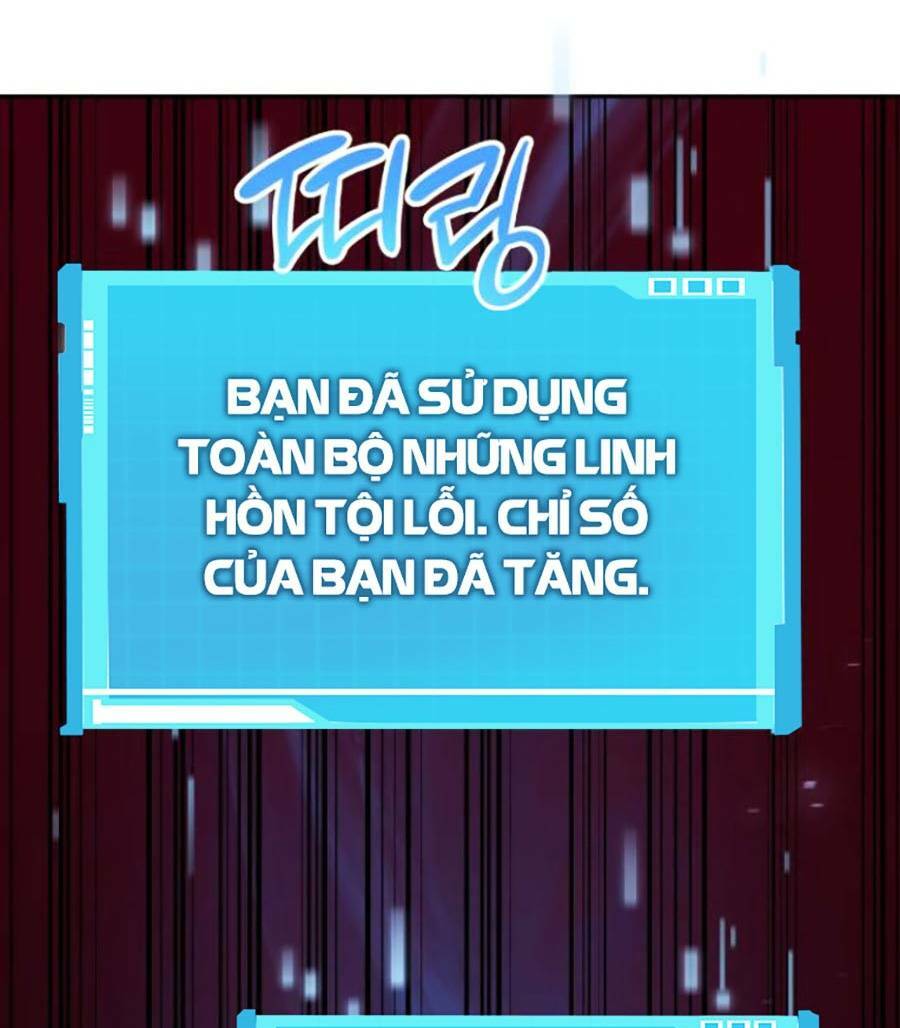 띠링
BẠN ĐÃ SỬ DỤNG
TOÀN BỘ NHỮNG LINH
HỒN TỘI LỖI. CHỈ SỐ
CỦA BẠN ĐÃ TĂNG.